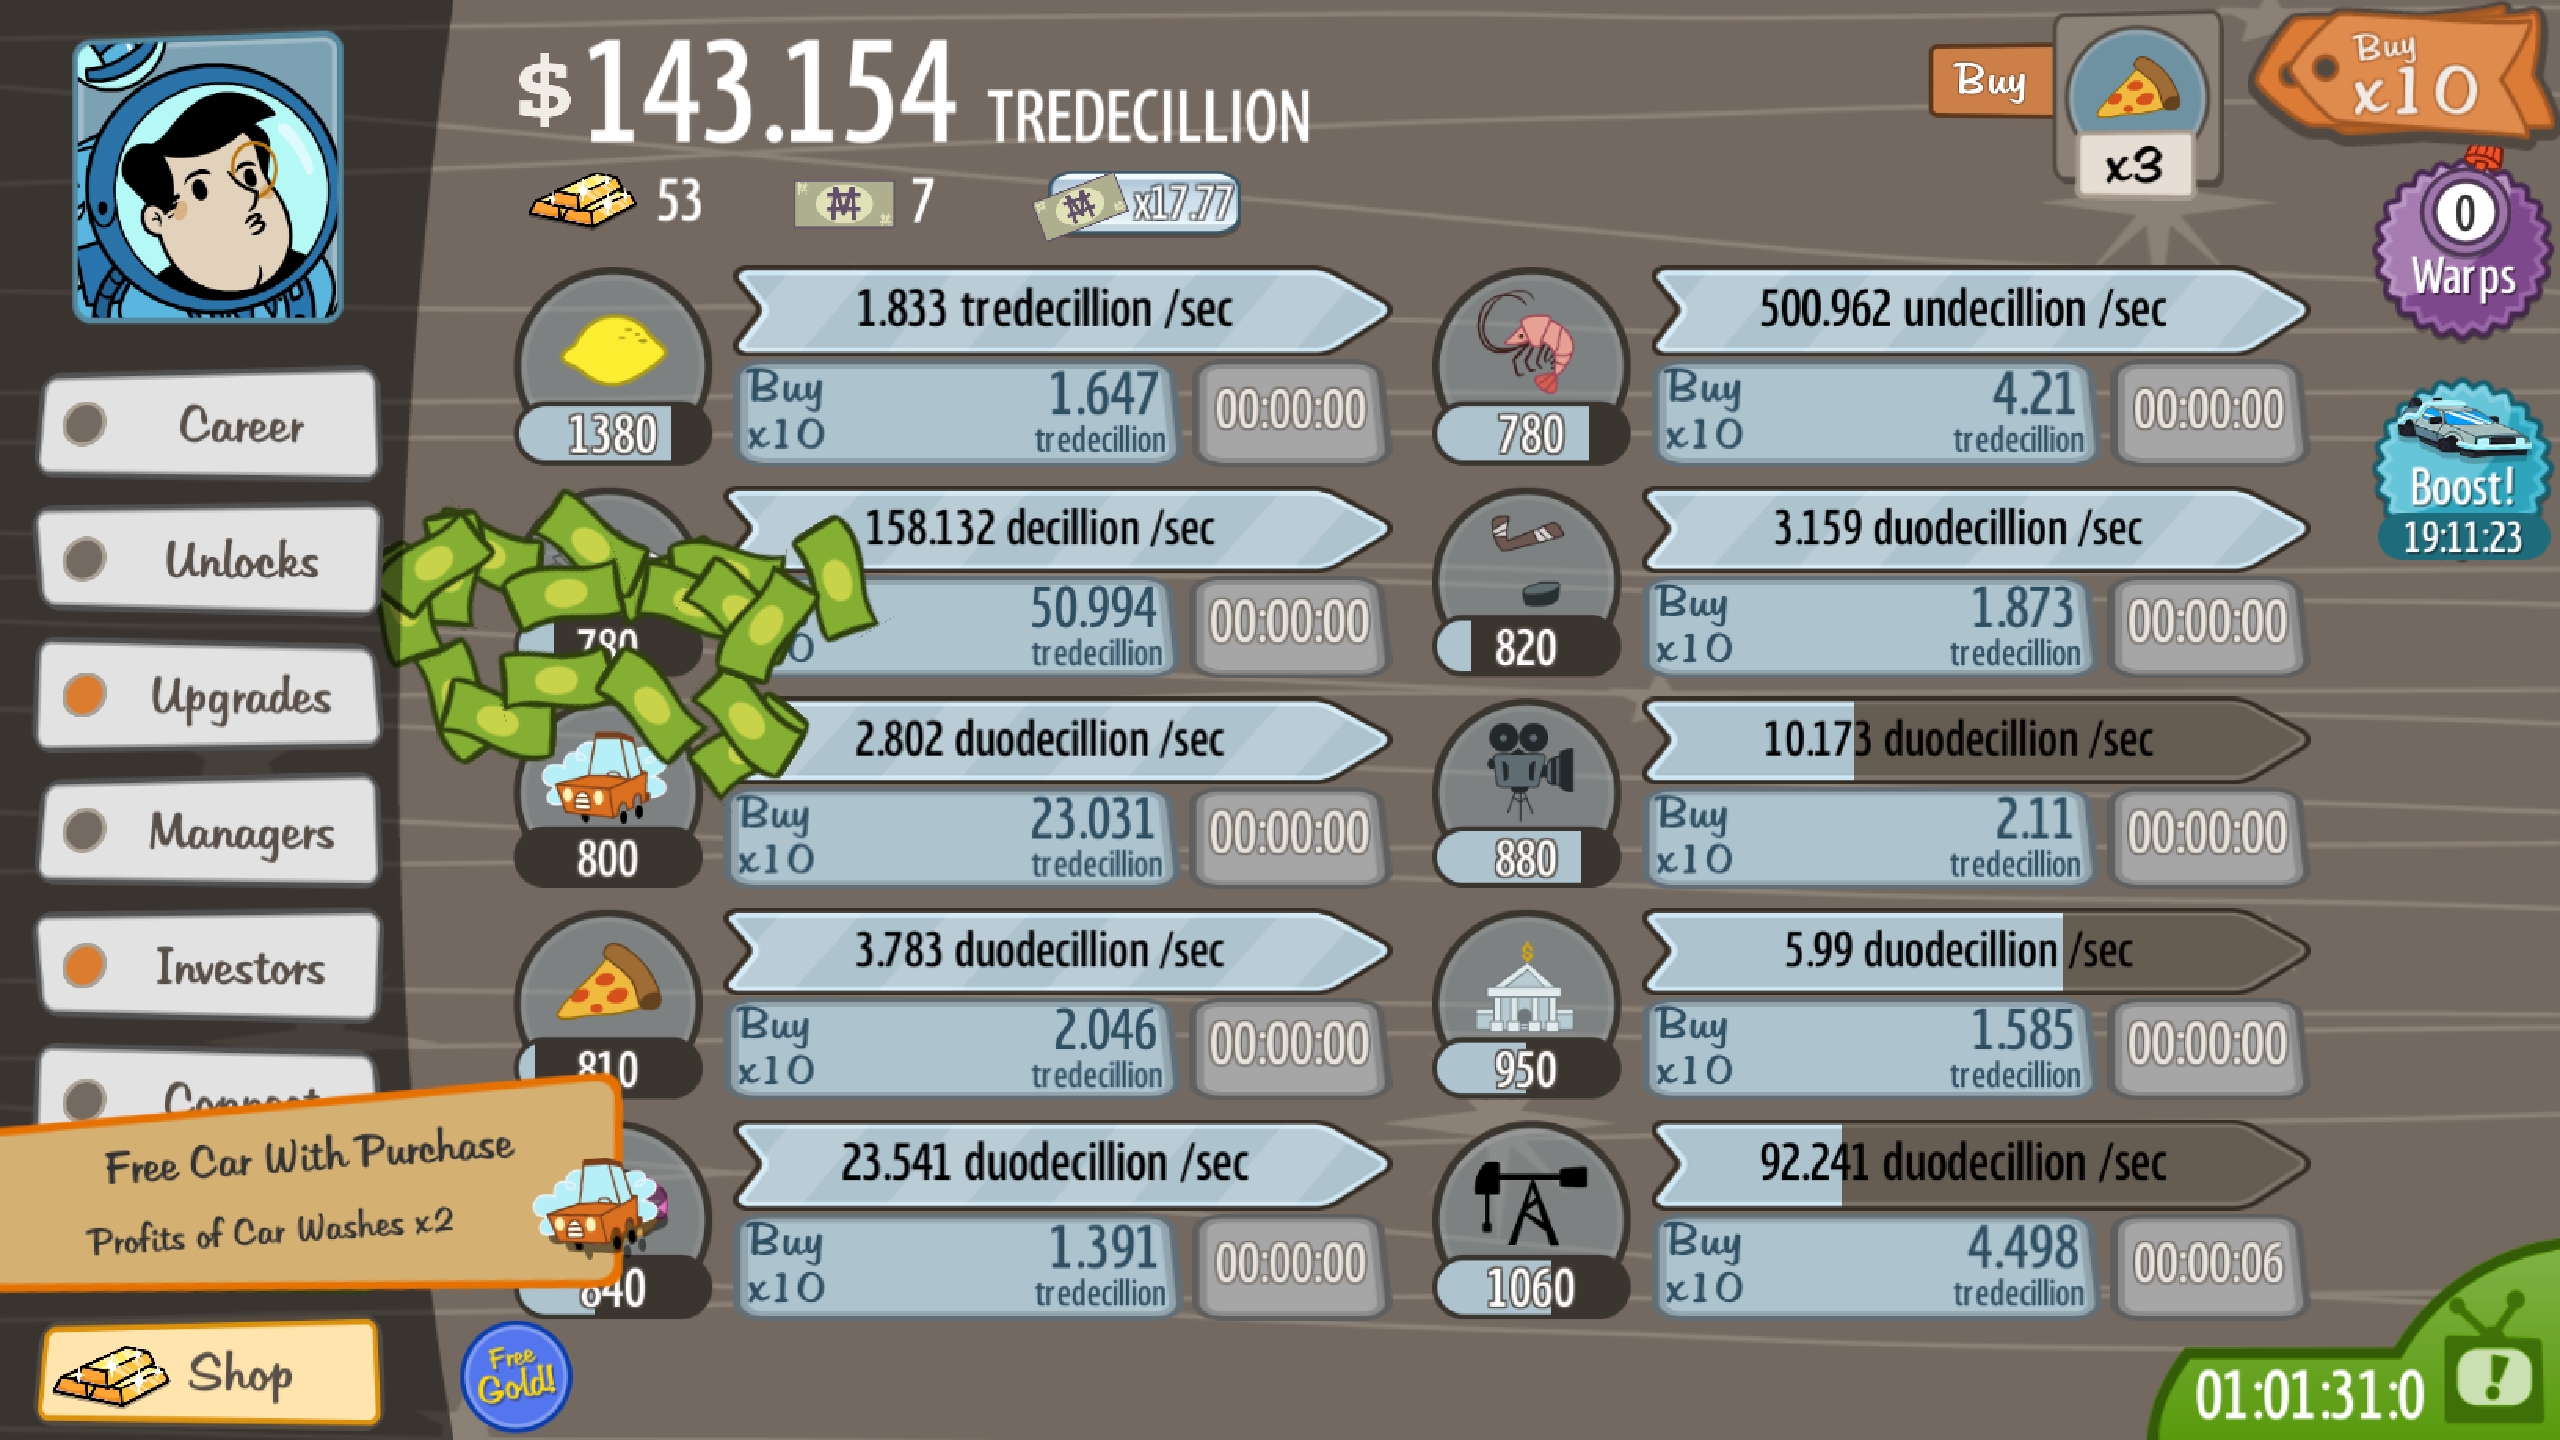 $143.154 TREDECILLION
53 7 x17.77
Buy
x3
Buy
x10
0
Warps
Boost!
19:11:23
Career
Unlocks
Upgrades
Managers
Investors
Free Car With Purchase
Profits of Car Washes x2
Shop
Free
Gold!
1.833 tredecillion /sec
1380
Buy
x10
1.647
tredecillion
00:00:00
158.132 decillion /sec
780
50.994
tredecillion
00:00:00
2.802 duodecillion /sec
800
Buy
x10
23.031
tredecillion
00:00:00
3.783 duodecillion /sec
810
Buy
x10
2.046
tredecillion
00:00:00
23.541 duodecillion /sec
840
Buy
x10
1.391
tredecillion
00:00:00
500.962 undecillion /sec
780
Buy
x10
4.21
tredecillion
00:00:00
3.159 duodecillion /sec
820
Buy
x10
1.873
tredecillion
00:00:00
10.173 duodecillion /sec
880
Buy
x10
2.11
tredecillion
00:00:00
5.99 duodecillion /sec
950
Buy
x10
1.585
tredecillion
00:00:00
92.241 duodecillion /sec
1060
Buy
x10
4.498
tredecillion
00:00:06
01:01:31:0